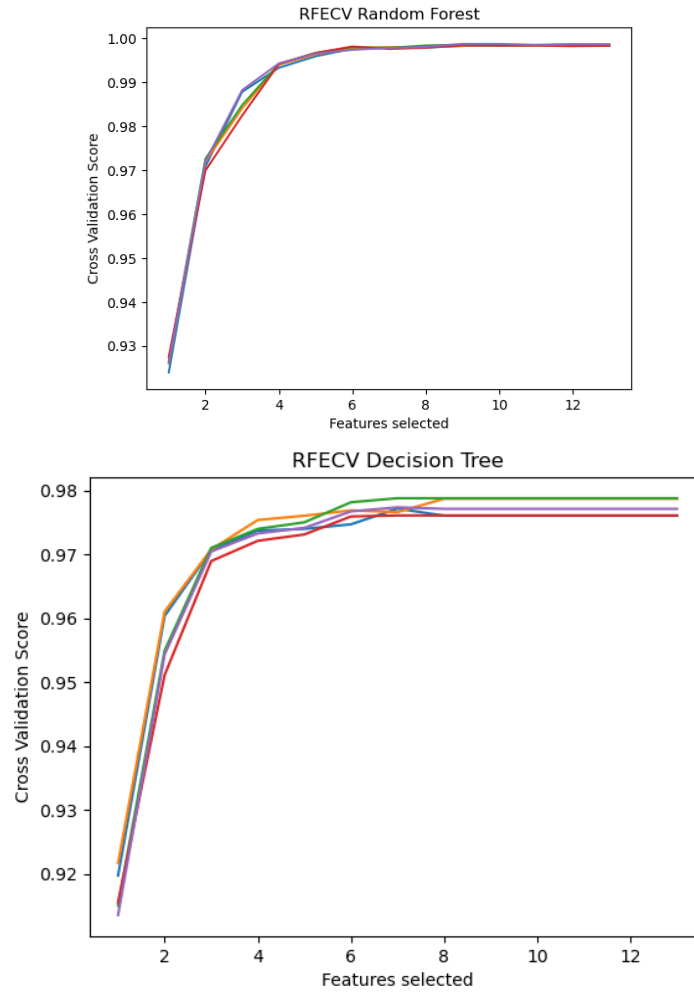 RFECV Random Forest
1.00
0.99
0.98
0.97
0.96
0.95
0.94
0.93
Cross Validation Score
2 4 6 8 10 12
Features selected
RFECV Decision Tree
0.98
0.97
0.96
0.95
0.94
0.93
0.92
Cross Validation Score
2 4 6 8 10 12
Features selected